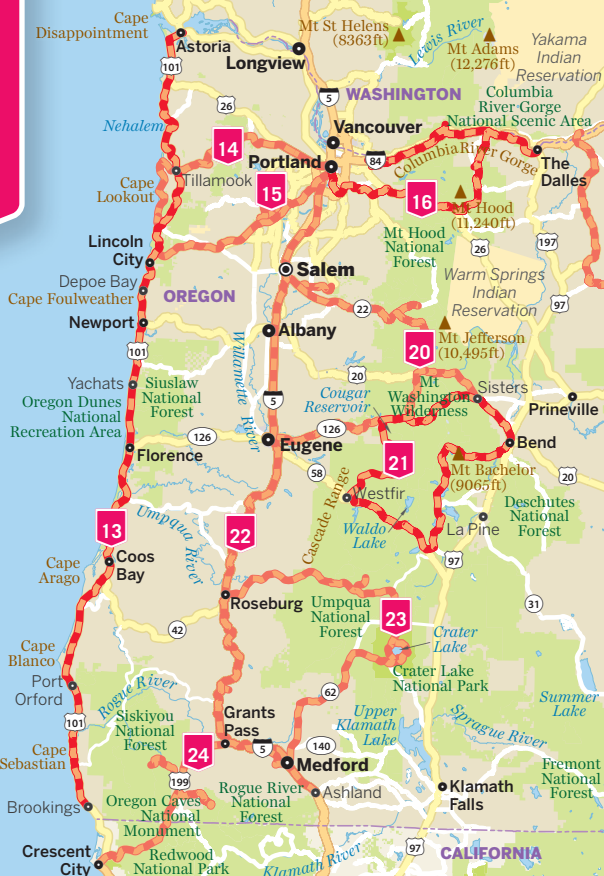 Cape
Disappointment
Astoria
Mt St Helens
(8363ft)
Lewis River
Mt Adams
(12,276ft)
Yakama
Indian
Reservation
Longview
101
5
WASHINGTON
26
Columbia
River Gorge
National Scenic Area
Nehalem
Vancouver
14
84
Columbia River Gorge
Portland
The
Dalles
Tillamook
Cape
Lookout
15
16
Mt Hood
(11,240ft)
Mt Hood
National
Forest
26
197
Lincoln
City
Salem
Warm Springs
Indian
Reservation
97
Depoe Bay
Cape Foulweather
OREGON
22
Newport
Albany
Mt Jefferson
(10,495ft)
101
Willamette River
20
20
Yachats
Siuslaw
National
Forest
Cougar
Reservoir
Mt
Washington
Wilderness
Sisters
Oregon Dunes
National
Recreation Area
5
Prineville
126
126
Eugene
Bend
Florence
21
58
Mt Bachelor
(9065ft)
20
Cascade Range
Westfir
Deschutes
National
Forest
13
Umpqua River
22
Waldo
Lake
La Pine
Coos
Bay
97
Cape
Arago
Roseburg
Umpqua
National
Forest
23
31
42
Crater
Lake
Cape
Blanco
Crater Lake
National Park
Port
Orford
Rogue River
62
Summer
Lake
101
Siskiyou
National
Forest
Grants
Pass
Upper
Klamath
Lake
Sprague River
5
140
Cape
Sebastian
24
Medford
Fremont
National
Forest
199
Rogue River
National
Forest
Ashland
Klamath
Falls
Brookings
Oregon Caves
National
Monument
97
CALIFORNIA
Crescent
City
Redwood
National Park
Klamath River